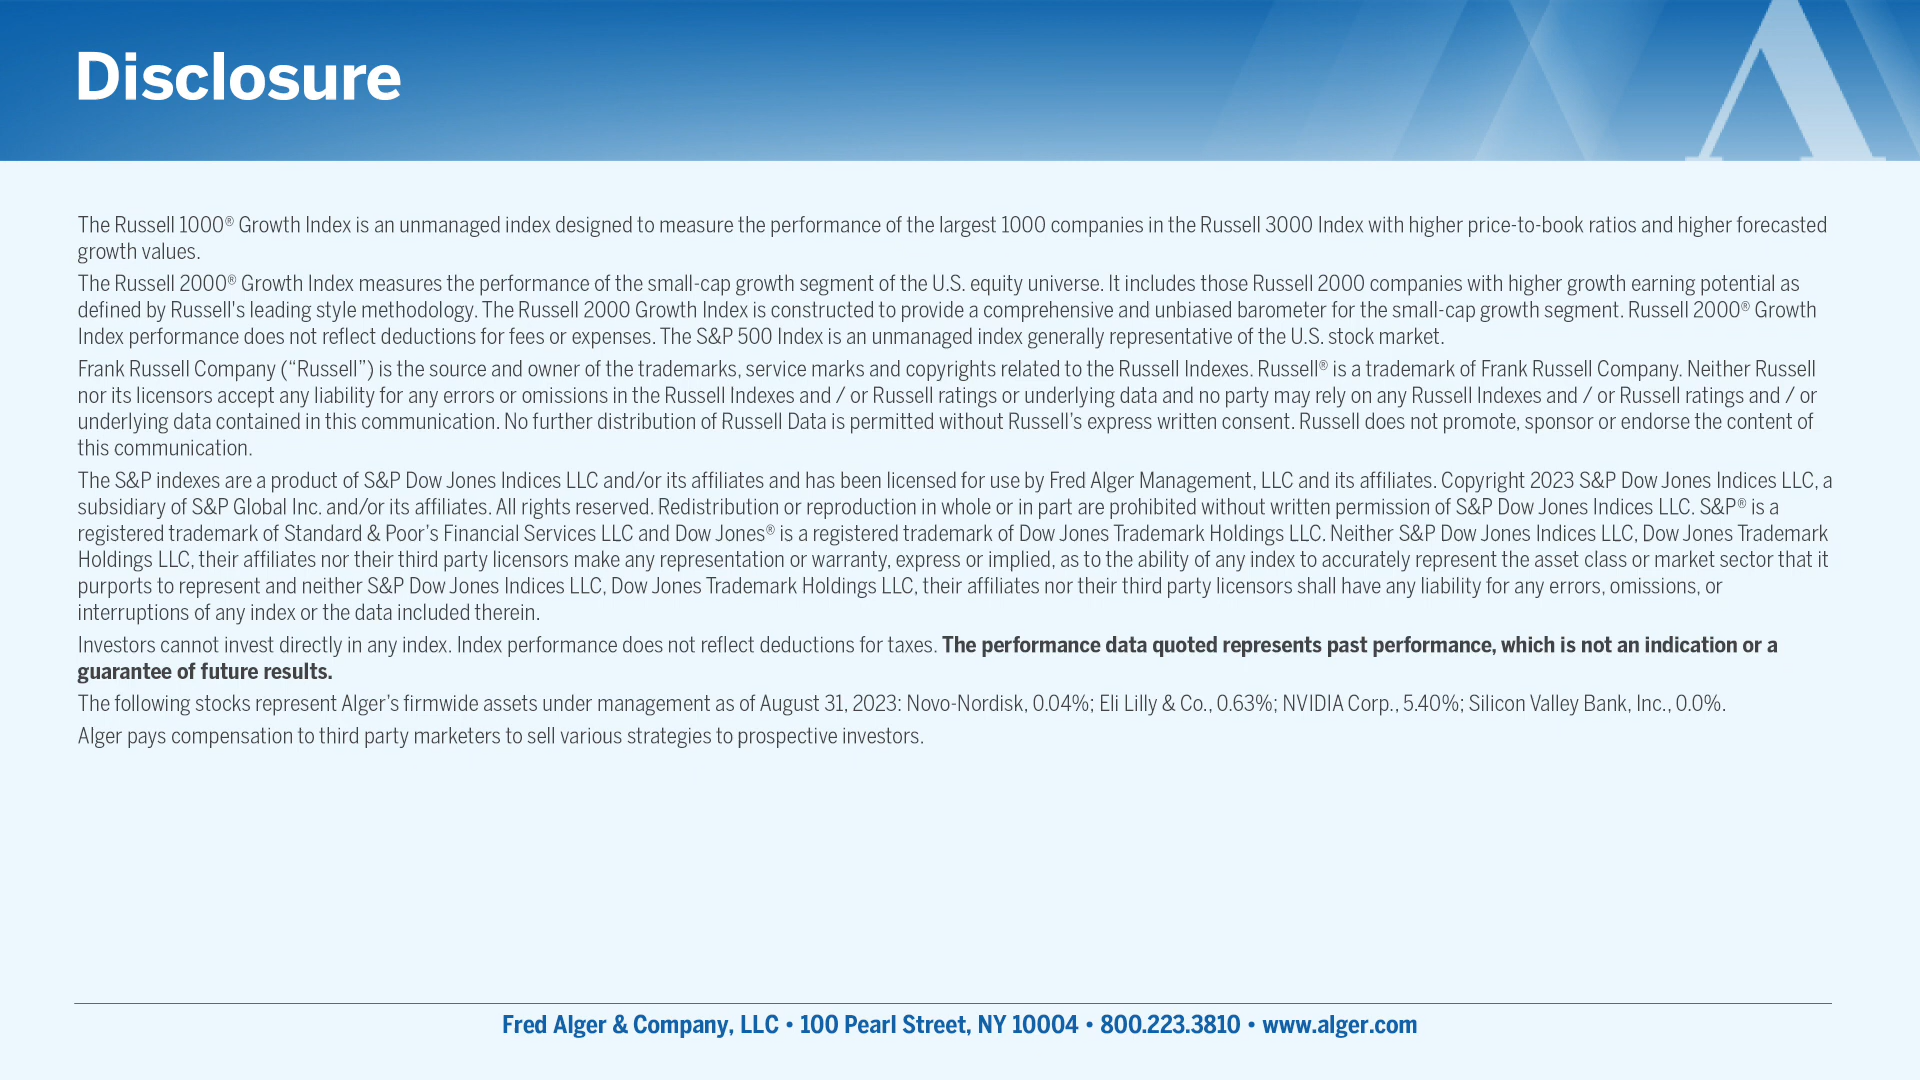 Disclosure
The Russell 1000® Growth Index is an unmanaged index designed to measure the performance of the largest 1000 companies in the Russell 3000 Index with higher price-to-book ratios and higher forecasted
growth values.
The Russell 2000® Growth Index measures the performance of the small-cap growth segment of the U.S. equity universe. It includes those Russell 2000 companies with higher growth earning potential as
defined by Russell's leading style methodology. The Russell 2000 Growth Index is constructed to provide a comprehensive and unbiased barometer for the small-cap growth segment. Russell 2000® Growth
Index performance does not reflect deductions for fees or expenses. The S&P 500 Index is an unmanaged index generally representative of the U.S. stock market.
Frank Russell Company (“Russell”) is the source and owner of the trademarks, service marks and copyrights related to the Russell Indexes. Russell® is a trademark of Frank Russell Company. Neither Russell
nor its licensors accept any liability for any errors or omissions in the Russell Indexes and / or Russell ratings or underlying data and no party may rely on any Russell Indexes and / or Russell ratings and / or
underlying data contained in this communication. No further distribution of Russell Data is permitted without Russell’s express written consent. Russell does not promote, sponsor or endorse the content of
this communication.
The S&P indexes are a product of S&P Dow Jones Indices LLC and/or its affiliates and has been licensed for use by Fred Alger Management, LLC and its affiliates. Copyright 2023 S&P Dow Jones Indices LLC, a
subsidiary of S&P Global Inc. and/or its affiliates. All rights reserved. Redistribution or reproduction in whole or in part are prohibited without written permission of S&P Dow Jones Indices LLC. S&P® is a
registered trademark of Standard & Poor’s Financial Services LLC and Dow Jones® is a registered trademark of Dow Jones Trademark Holdings LLC. Neither S&P Dow Jones Indices LLC, Dow Jones Trademark
Holdings LLC, their affiliates nor their third party licensors make any representation or warranty, express or implied, as to the ability of any index to accurately represent the asset class or market sector that it
purports to represent and neither S&P Dow Jones Indices LLC, Dow Jones Trademark Holdings LLC, their affiliates nor their third party licensors shall have any liability for any errors, omissions, or
interruptions of any index or the data included therein.
Investors cannot invest directly in any index. Index performance does not reflect deductions for taxes. The performance data quoted represents past performance, which is not an indication or a
guarantee of future results.
The following stocks represent Alger’s firmwide assets under management as of August 31, 2023: Novo-Nordisk, 0.04%; Eli Lilly & Co., 0.63%; NVIDIA Corp., 5.40%; Silicon Valley Bank, Inc., 0.0%.
Alger pays compensation to third party marketers to sell various strategies to prospective investors.
Fred Alger & Company, LLC • 100 Pearl Street, NY 10004 • 800.223.3810 • www.alger.com